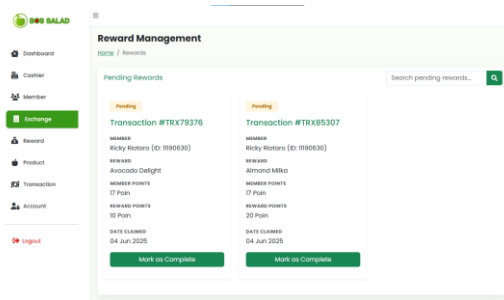 BOS SALAD
Dashboard
Cashier
Member
Exchange
Reward
Product
Transaction
Account
Logout
Reward Management
Home / Rewards
Pending Rewards
Search pending rewards...
Pending
Transaction #TRX79376
MEMBER
Ricky Riotaro (ID: 11190630)
REWARD
Avocado Delight
MEMBER POINTS
17 Poin
REWARD POINTS
10 Poin
DATE CLAIMED
04 Jun 2025
Mark as Complete
Pending
Transaction #TRX85307
MEMBER
Ricky Riotaro (ID: 11190630)
REWARD
Almond Milka
MEMBER POINTS
17 Poin
REWARD POINTS
20 Poin
DATE CLAIMED
04 Jun 2025
Mark as Complete